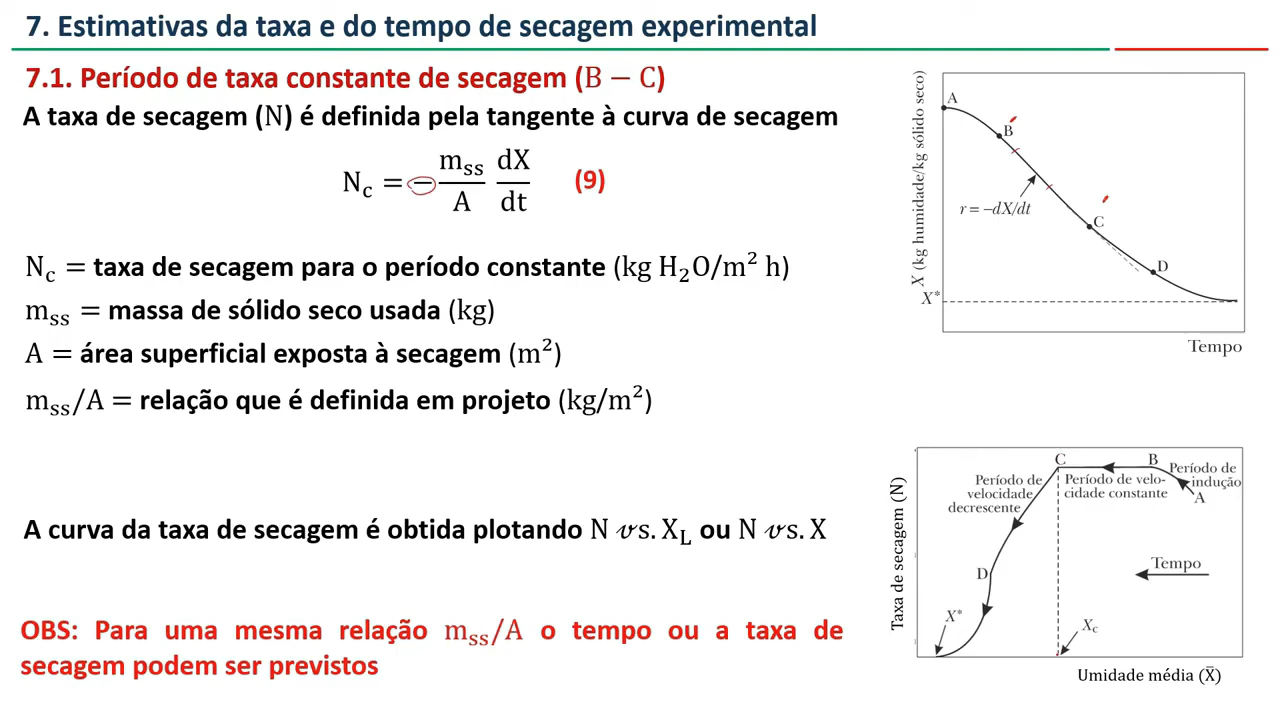 7. Estimativas da taxa e do tempo de secagem experimental
7.1. Período de taxa constante de secagem (B − C)
A taxa de secagem (N) é definida pela tangente à curva de secagem
N_c = − m_ss/A dX/dt (9)
N_c = taxa de secagem para o período constante (kg H₂O/m² h)
m_ss = massa de sólido seco usada (kg)
A = área superficial exposta à secagem (m²)
m_ss/A = relação que é definida em projeto (kg/m²)
A curva da taxa de secagem é obtida plotando N vs. X_L ou N vs. X
OBS: Para uma mesma relação m_ss/A o tempo ou a taxa de
secagem podem ser previstos
X (kg humidade/kg sólido seco)
A
B
r = −dX/dt
C
D
X*
Tempo
Taxa de secagem (N)
C
B
Período de
velocidade
decrescente
Período de velo-
cidade constante
Período de
indução
A
D
Tempo
X*
X_c
Umidade média (X̄)